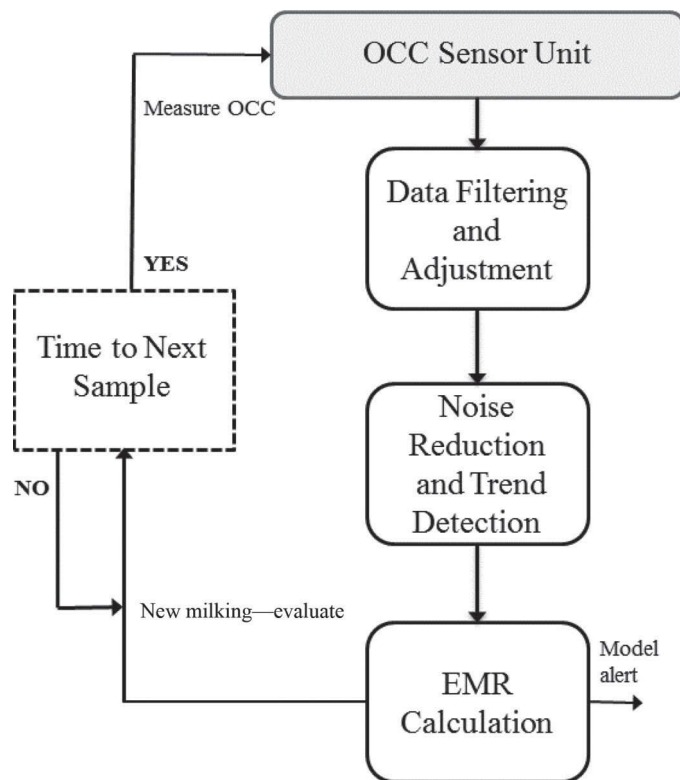 OCC Sensor Unit
Measure OCC
Data Filtering
and
Adjustment
YES
Time to Next
Sample
NO
Noise
Reduction
and Trend
Detection
New milking—evaluate
EMR
Calculation
Model
alert